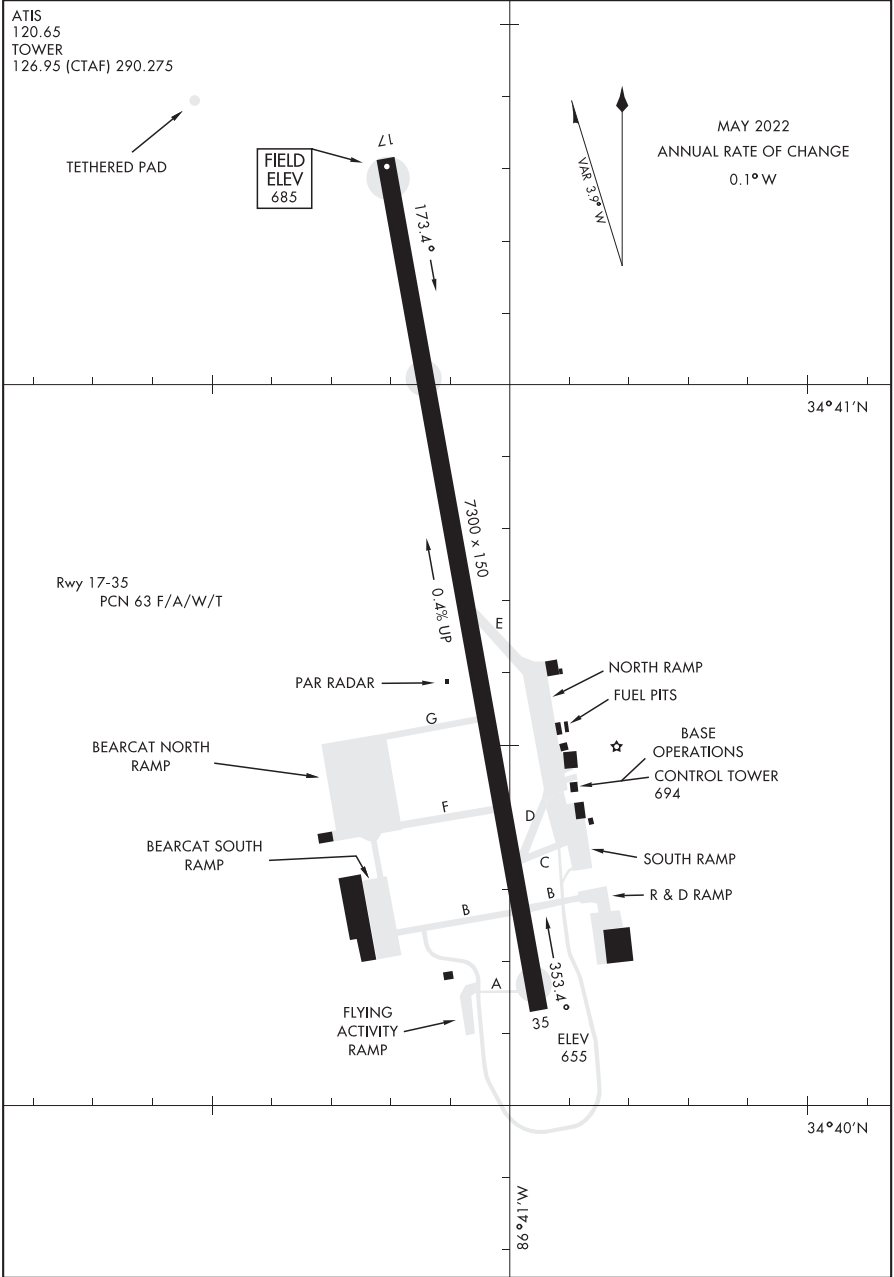 ATIS
120.65
TOWER
126.95 (CTAF) 290.275
TETHERED PAD
FIELD
ELEV
685
17
173.4°
VAR 3.9° W
MAY 2022
ANNUAL RATE OF CHANGE
0.1° W
34°41'N
7300 x 150
Rwy 17-35
PCN 63 F/A/W/T
0.4% UP
E
NORTH RAMP
PAR RADAR
FUEL PITS
G
BASE
OPERATIONS
BEARCAT NORTH
RAMP
CONTROL TOWER
694
F
D
BEARCAT SOUTH
RAMP
C
SOUTH RAMP
B
B
R & D RAMP
A
353.4°
FLYING
ACTIVITY
RAMP
35
ELEV
655
34°40'N
86°41'W